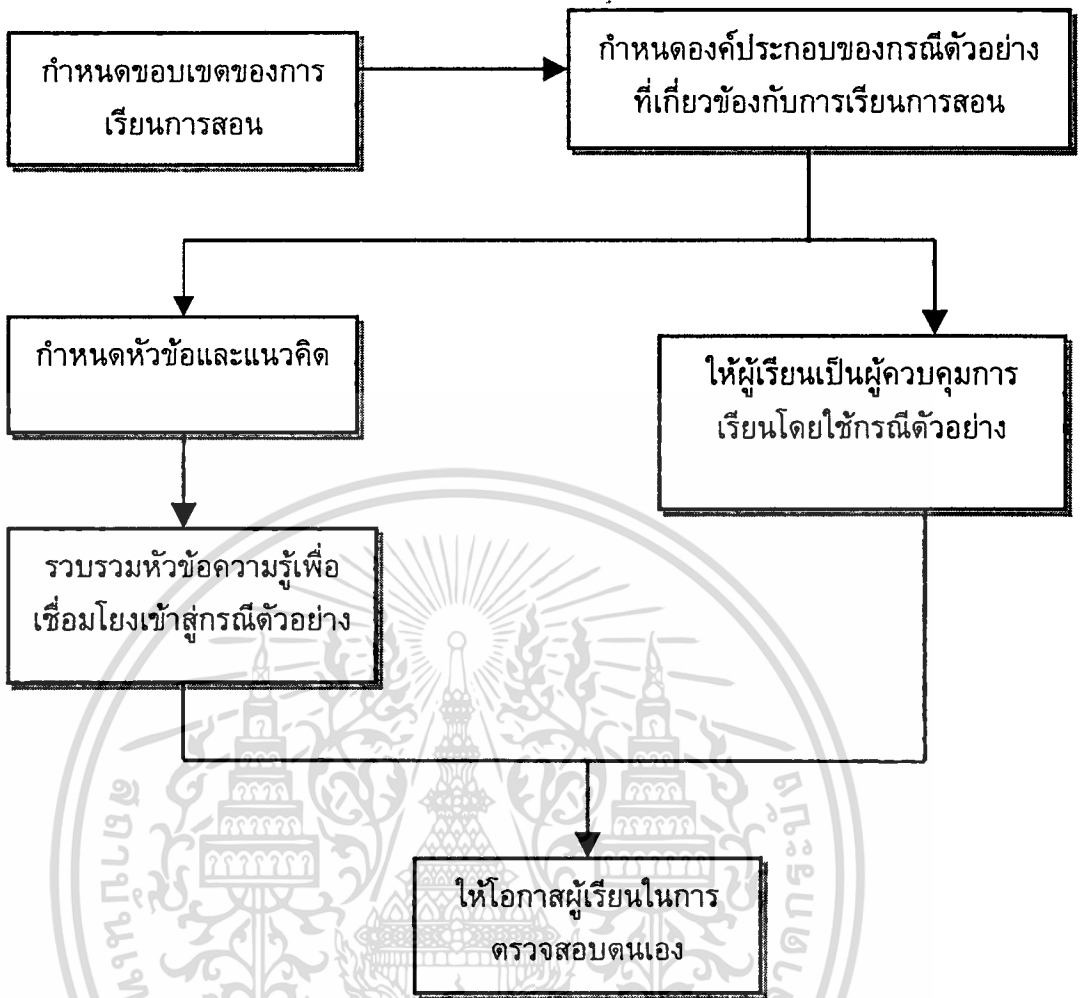 กำหนดขอบเขตของการ
เรียนการสอน
กำหนดองค์ประกอบของกรณีตัวอย่าง
ที่เกี่ยวข้องกับการเรียนการสอน
กำหนดหัวข้อและแนวคิด
ให้ผู้เรียนเป็นผู้ควบคุมการ
เรียนโดยใช้กรณีตัวอย่าง
รวบรวมหัวข้อความรู้เพื่อ
เชื่อมโยงเข้าสู่กรณีตัวอย่าง
ให้โอกาสผู้เรียนในการ
ตรวจสอบตนเอง